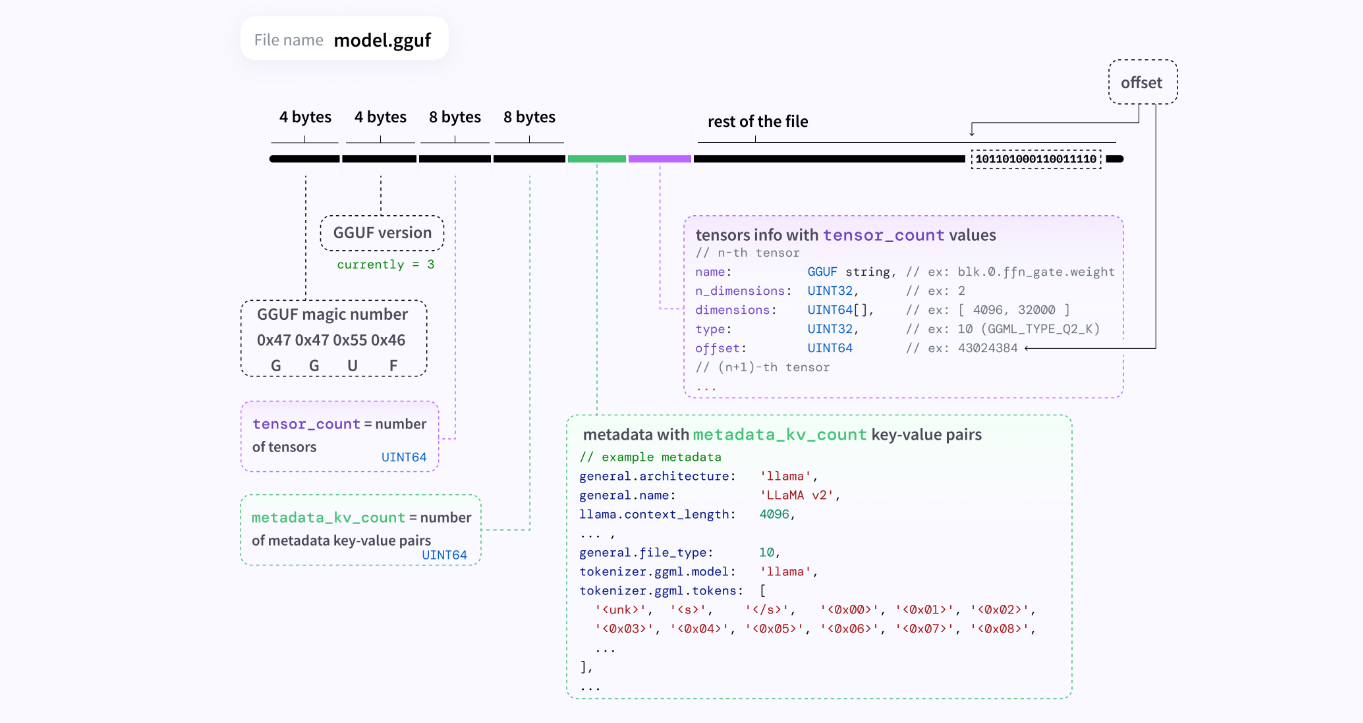 File name model.gguf
offset
4 bytes 4 bytes 8 bytes 8 bytes
rest of the file
101101000110011110
GGUF version
currently = 3
GGUF magic number
0x47 0x47 0x55 0x46
G G U F
tensor_count = number
of tensors
UINT64
metadata_kv_count = number
of metadata key-value pairs
UINT64
tensors info with tensor_count values
// n-th tensor
name: GGUF string, // ex: blk.0.ffn_gate.weight
n_dimensions: UINT32, // ex: 2
dimensions: UINT64[], // ex: [ 4096, 32000 ]
type: UINT32, // ex: 10 (GGML_TYPE_Q2_K)
offset: UINT64 // ex: 43024384
// (n+1)-th tensor
...
metadata with metadata_kv_count key-value pairs
// example metadata
general.architecture: 'llama',
general.name: 'LLaMA v2',
llama.context_length: 4096,
... ,
general.file_type: 10,
tokenizer.ggml.model: 'llama',
tokenizer.ggml.tokens: [
'<unk>', '<s>', '</s>', '<0x00>', '<0x01>', '<0x02>',
'<0x03>', '<0x04>', '<0x05>', '<0x06>', '<0x07>', '<0x08>',
...
],
...